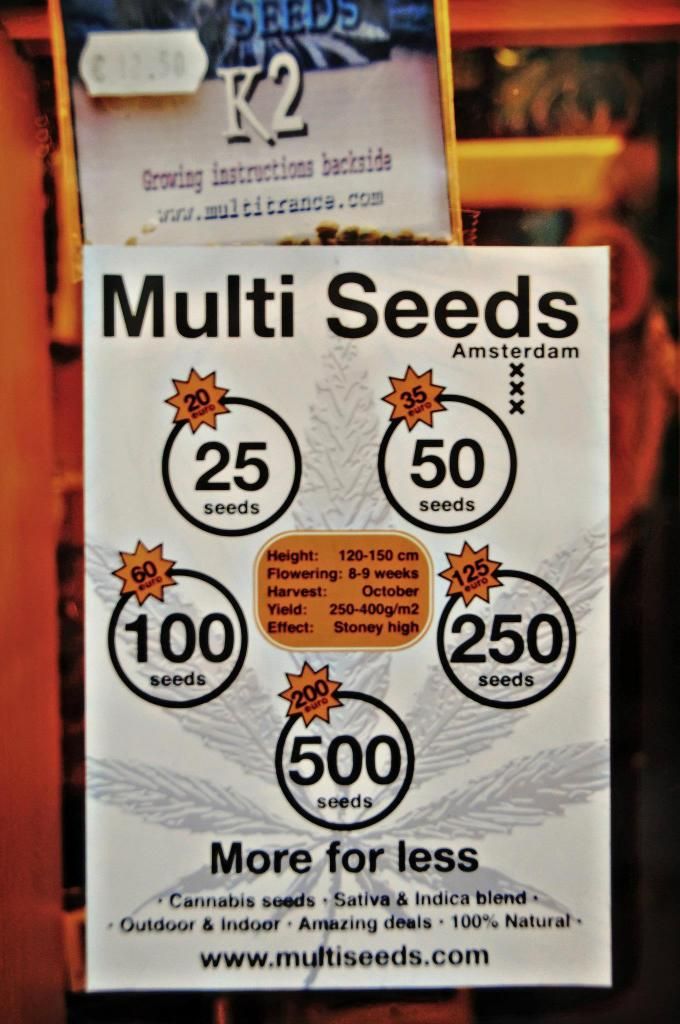 SEEDS
€ 12.50
K2
Growing instructions backside
www.multitrance.com
Multi Seeds
Amsterdam
xxx
20 euro
25
seeds
35 euro
50
seeds
Height: 120-150 cm
Flowering: 8-9 weeks
Harvest: October
Yield: 250-400g/m2
Effect: Stoney high
60 euro
100
seeds
125 euro
250
seeds
200 euro
500
seeds
More for less
· Cannabis seeds · Sativa & Indica blend ·
· Outdoor & Indoor · Amazing deals · 100% Natural ·
www.multiseeds.com